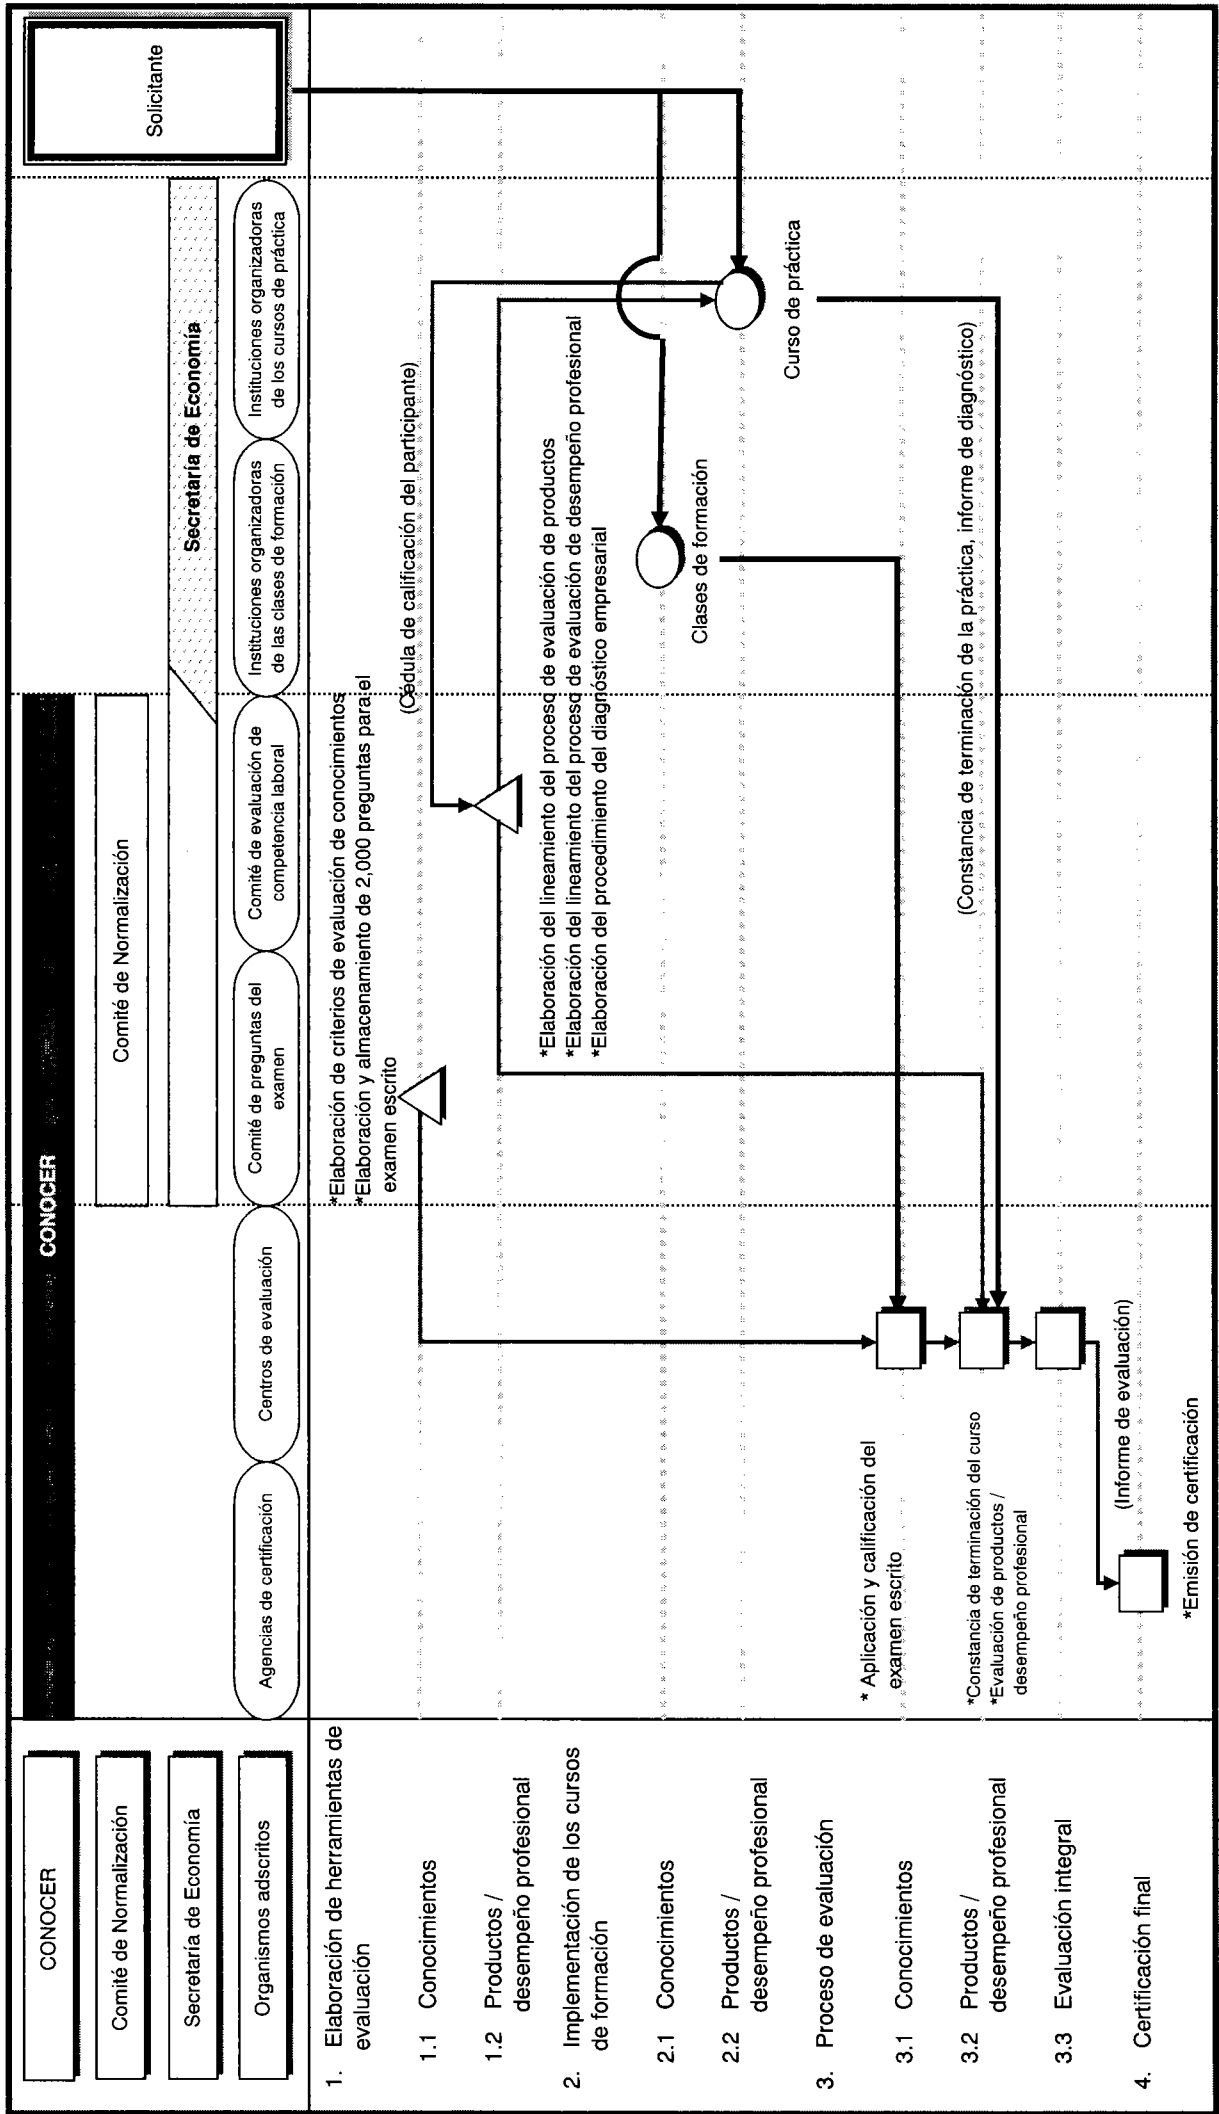 CONOCER
Comité de Normalización
Secretaría de Economía
Organismos adscritos
CONOCER
Comité de Normalización
Secretaría de Economía
Agencias de certificación
Centros de evaluación
Comité de preguntas del
examen
Comité de evaluación de
competencia laboral
Instituciones organizadoras
de las clases de formación
Instituciones organizadoras
de los cursos de práctica
Solicitante
1. Elaboración de herramientas de
evaluación
*Elaboración de criterios de evaluación de conocimientos
*Elaboración y almacenamiento de 2,000 preguntas para el
examen escrito
1.1 Conocimientos
(Cédula de calificación del participante)
1.2 Productos /
desempeño profesional
*Elaboración del lineamiento del proceso de evaluación de productos
*Elaboración del lineamiento del proceso de evaluación de desempeño profesional
*Elaboración del procedimiento del diagnóstico empresarial
2. Implementación de los cursos
de formación
2.1 Conocimientos
Clases de formación
2.2 Productos /
desempeño profesional
Curso de práctica
3. Proceso de evaluación
* Aplicación y calificación del
examen escrito
3.1 Conocimientos
3.2 Productos /
desempeño profesional
*Constancia de terminación del curso
*Evaluación de productos /
desempeño profesional
(Constancia de terminación de la práctica, informe de diagnóstico)
3.3 Evaluación integral
(Informe de evaluación)
4. Certificación final
*Emisión de certificación